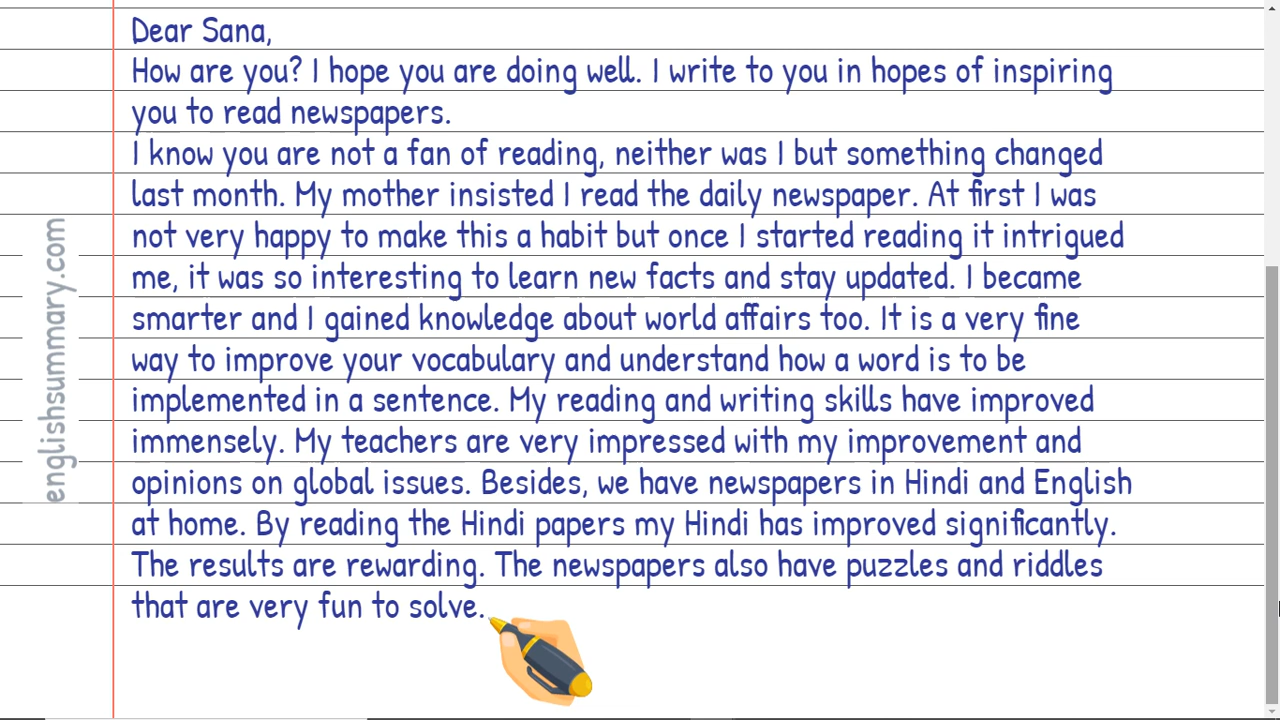 Dear Sana,
How are you? I hope you are doing well. I write to you in hopes of inspiring
you to read newspapers.
I know you are not a fan of reading, neither was I but something changed
last month. My mother insisted I read the daily newspaper. At first I was
not very happy to make this a habit but once I started reading it intrigued
me, it was so interesting to learn new facts and stay updated. I became
smarter and I gained knowledge about world affairs too. It is a very fine
way to improve your vocabulary and understand how a word is to be
implemented in a sentence. My reading and writing skills have improved
immensely. My teachers are very impressed with my improvement and
opinions on global issues. Besides, we have newspapers in Hindi and English
at home. By reading the Hindi papers my Hindi has improved significantly.
The results are rewarding. The newspapers also have puzzles and riddles
that are very fun to solve.
englishsummary.com